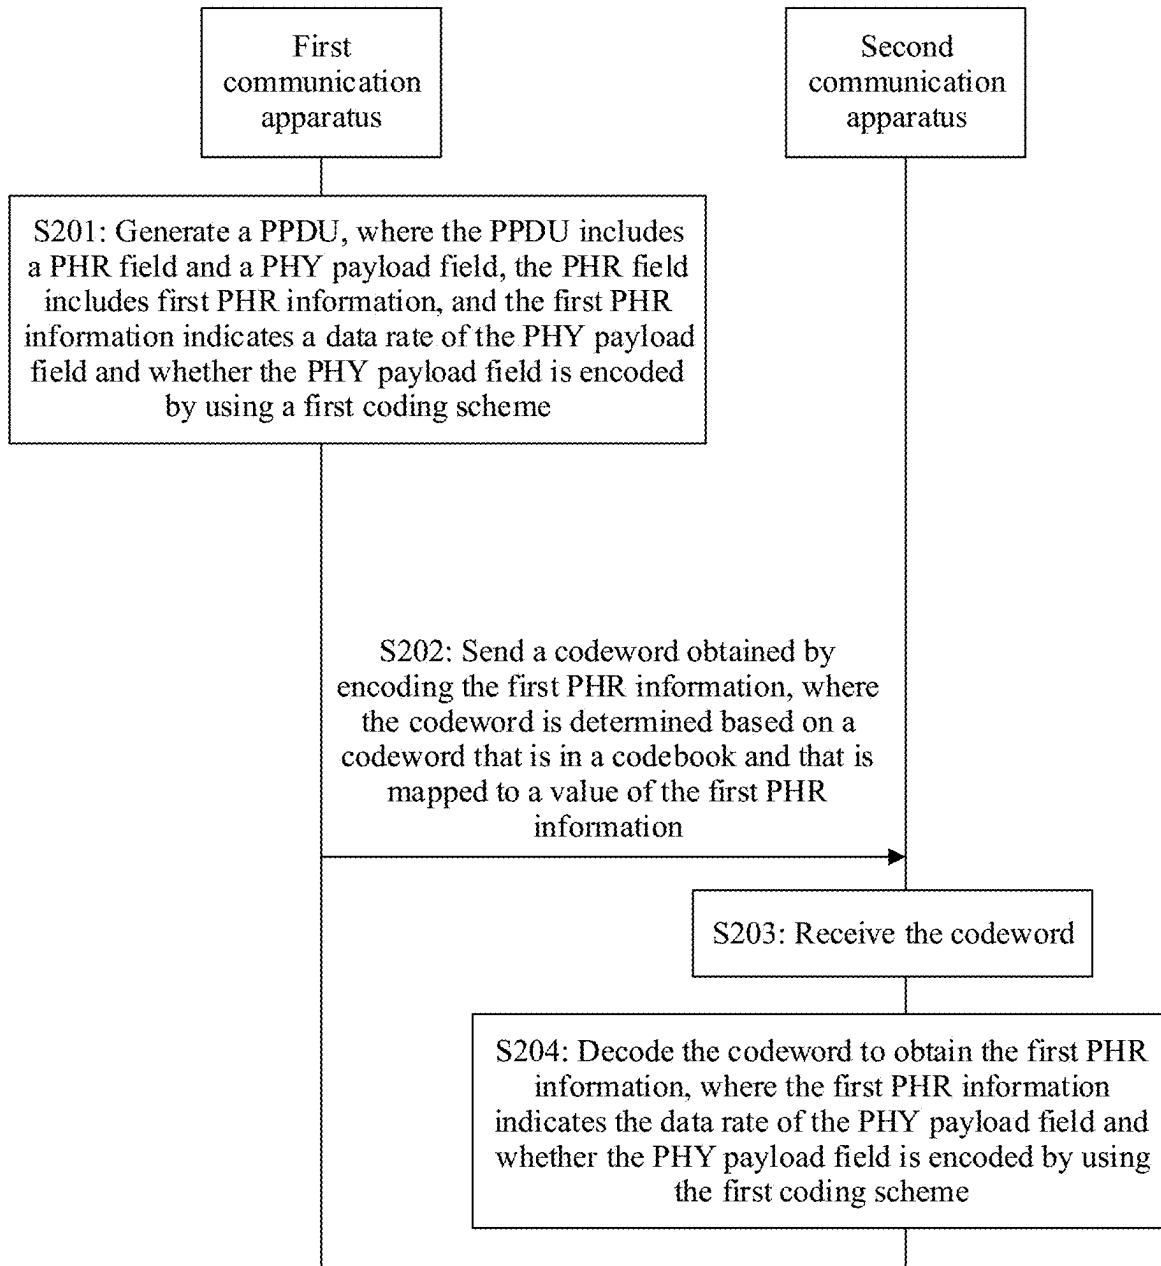 First
communication
apparatus
Second
communication
apparatus
S201: Generate a PPDU, where the PPDU includes
a PHR field and a PHY payload field, the PHR field
includes first PHR information, and the first PHR
information indicates a data rate of the PHY payload
field and whether the PHY payload field is encoded
by using a first coding scheme
S202: Send a codeword obtained by
encoding the first PHR information, where
the codeword is determined based on a
codeword that is in a codebook and that is
mapped to a value of the first PHR
information
S203: Receive the codeword
S204: Decode the codeword to obtain the first PHR
information, where the first PHR information
indicates the data rate of the PHY payload field and
whether the PHY payload field is encoded by using
the first coding scheme